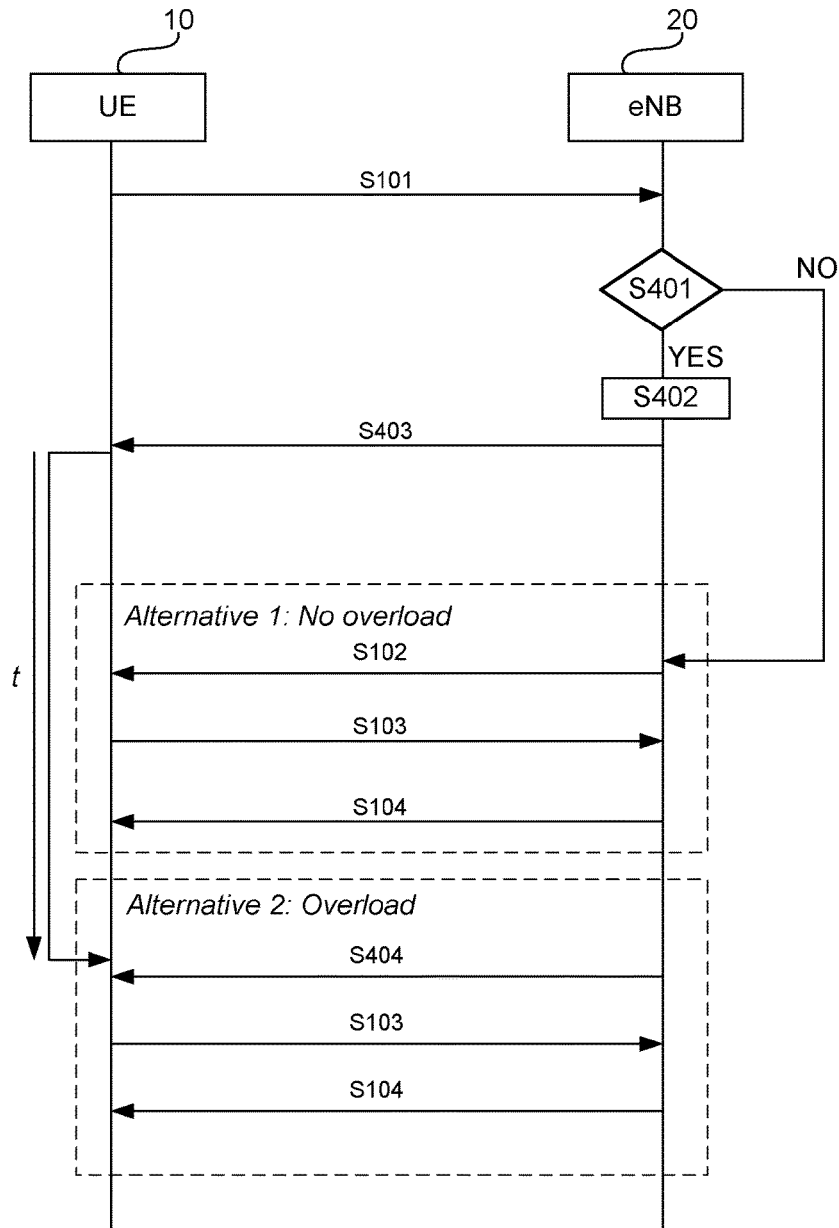 10
20
UE
eNB
S101
S401
NO
YES
S402
S403
Alternative 1: No overload
S102
t
S103
S104
Alternative 2: Overload
S404
S103
S104